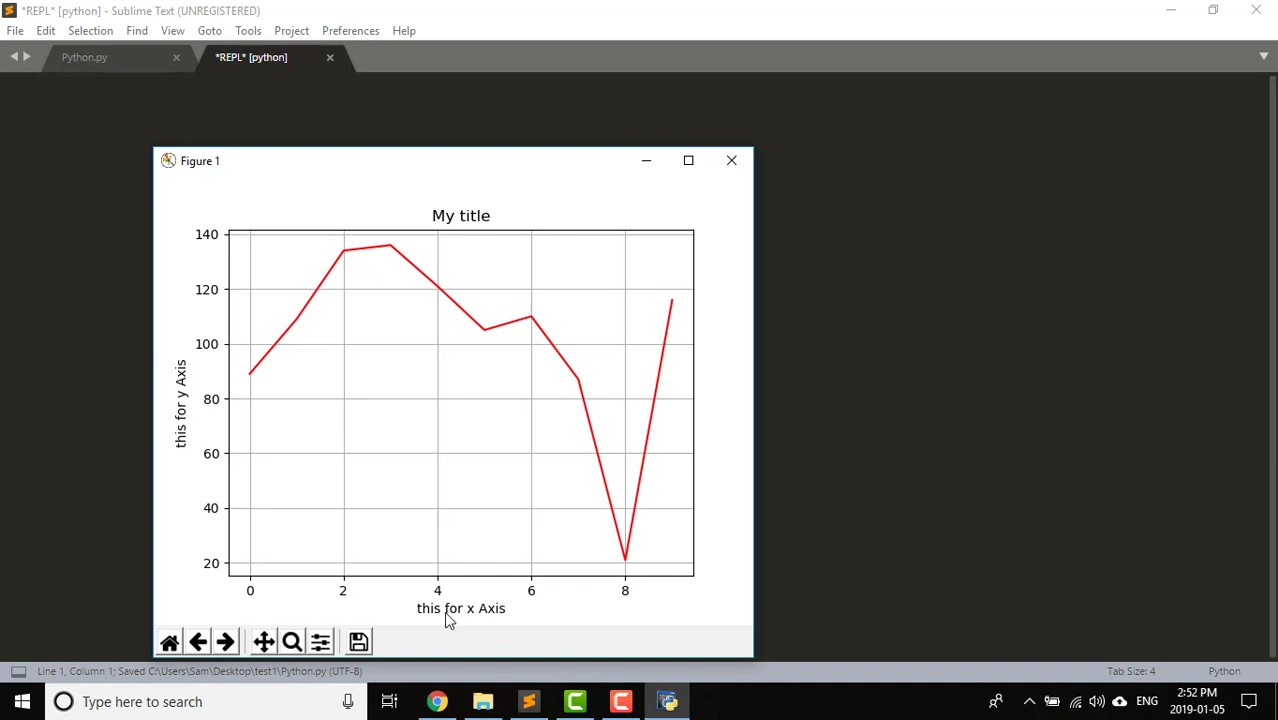 *REPL* [python] - Sublime Text (UNREGISTERED)
File Edit Selection Find View Goto Tools Project Preferences Help
Python.py *REPL* [python]
Figure 1
My title
140
120
100
80
60
40
20
this for y Axis
0 2 4 6 8
this for x Axis
Line 1, Column 1; Saved C:\Users\Sam\Desktop\test1\Python.py (UTF-8) Tab Size: 4 Python
Type here to search
ENG
2:52 PM
2019-01-05